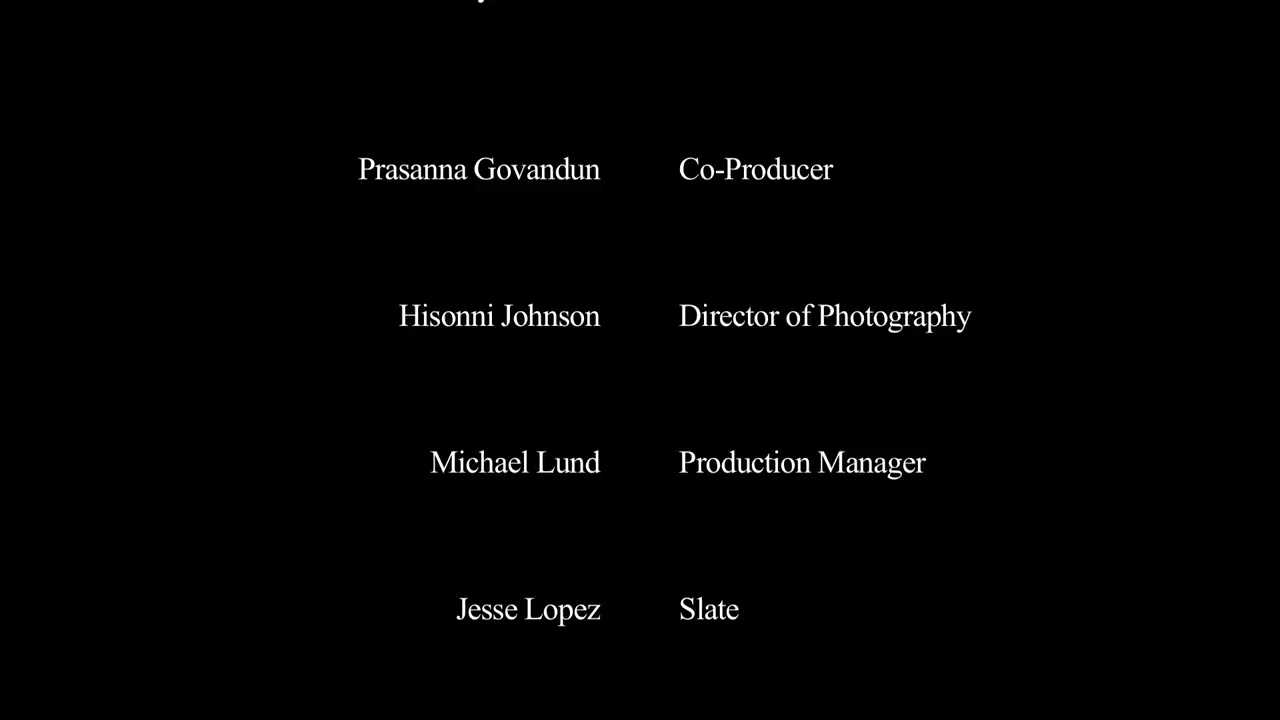 Prasanna Govandun Co-Producer
Hisonni Johnson Director of Photography
Michael Lund Production Manager
Jesse Lopez Slate